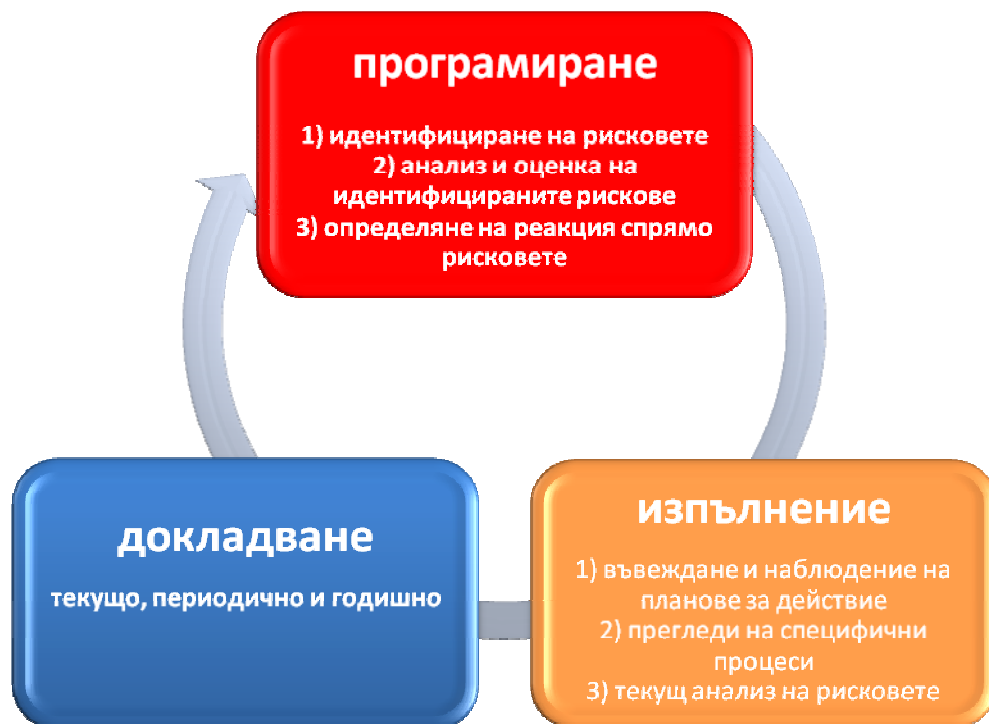 програмиране
1) идентифициране на рисковете
2) анализ и оценка на
идентифицираните рискове
3) определяне на реакция спрямо
рисковете
докладване
текущо, периодично и годишно
изпълнение
1) въвеждане и наблюдение на
планове за действие
2) прегледи на специфични
процеси
3) текущ анализ на рисковете